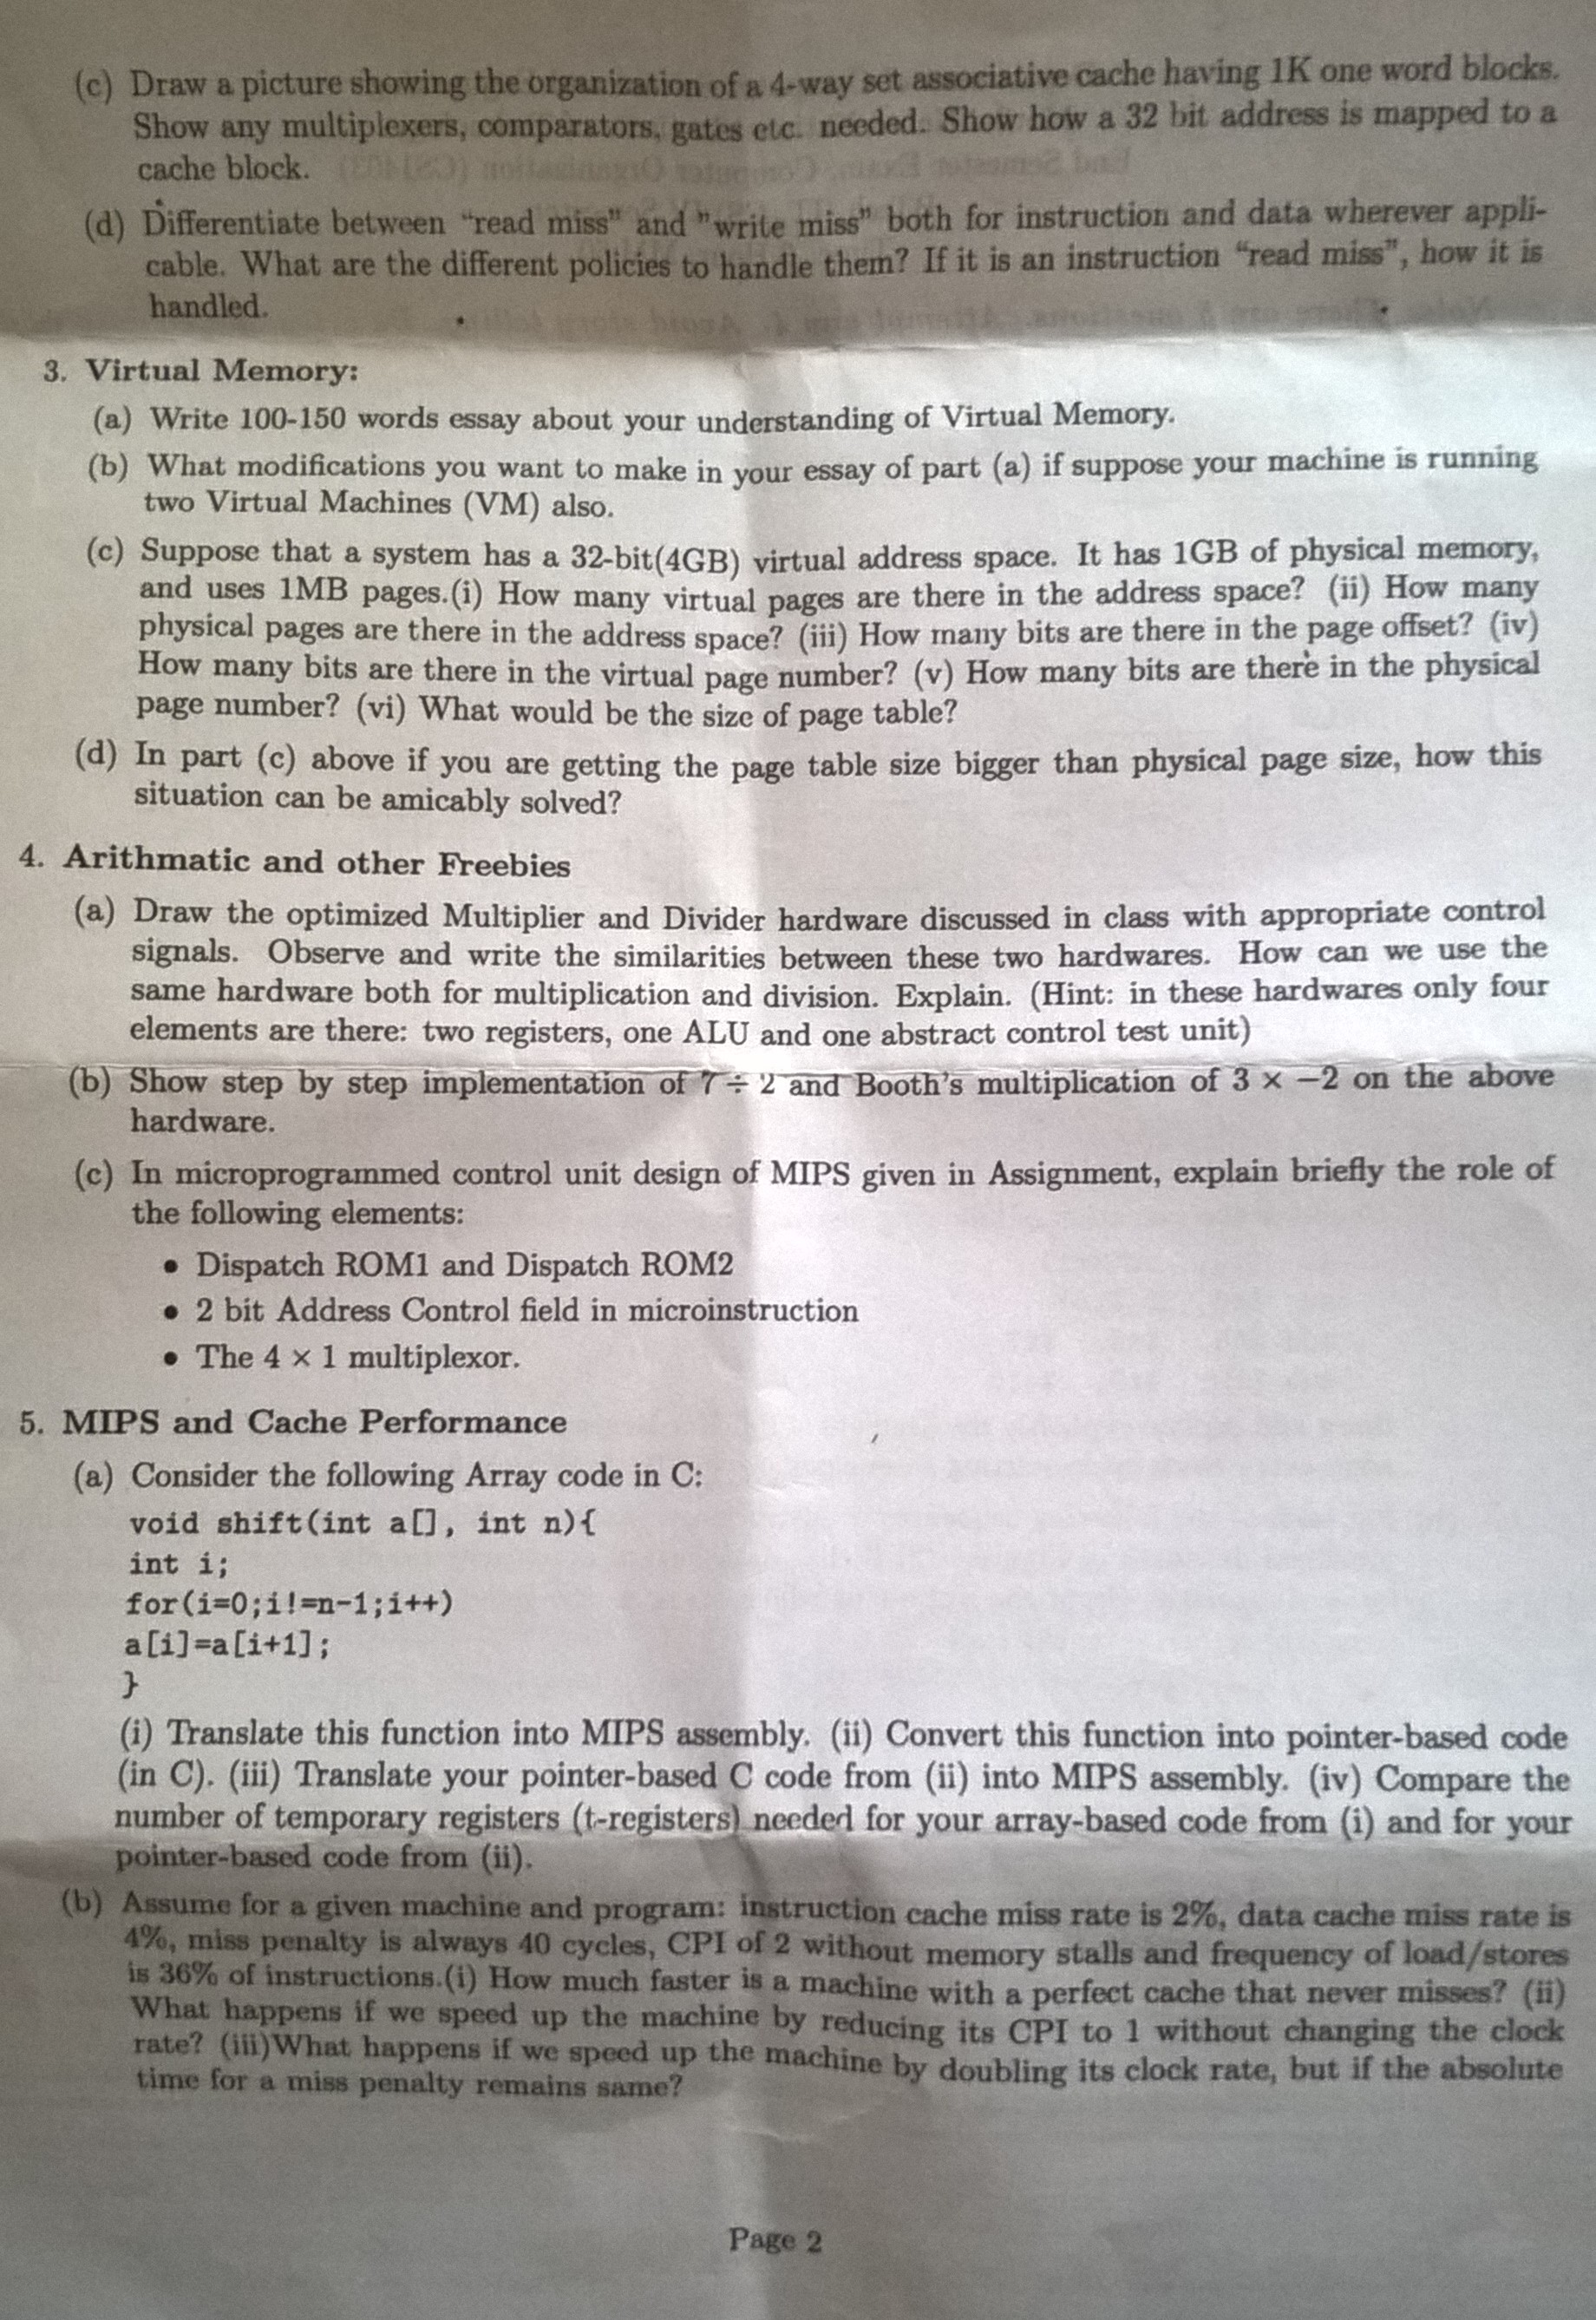 (c) Draw a picture showing the organization of a 4-way set associative cache having 1K one word blocks.
Show any multiplexers, comparators, gates etc. needed. Show how a 32 bit address is mapped to a
cache block.
(d) Differentiate between “read miss” and ”write miss” both for instruction and data wherever appli-
cable. What are the different policies to handle them? If it is an instruction “read miss”, how it is
handled.
3. Virtual Memory:
(a) Write 100-150 words essay about your understanding of Virtual Memory.
(b) What modifications you want to make in your essay of part (a) if suppose your machine is running
two Virtual Machines (VM) also.
(c) Suppose that a system has a 32-bit(4GB) virtual address space. It has 1GB of physical memory,
and uses 1MB pages.(i) How many virtual pages are there in the address space? (ii) How many
physical pages are there in the address space? (iii) How many bits are there in the page offset? (iv)
How many bits are there in the virtual page number? (v) How many bits are there in the physical
page number? (vi) What would be the size of page table?
(d) In part (c) above if you are getting the page table size bigger than physical page size, how this
situation can be amicably solved?
4. Arithmatic and other Freebies
(a) Draw the optimized Multiplier and Divider hardware discussed in class with appropriate control
signals. Observe and write the similarities between these two hardwares. How can we use the
same hardware both for multiplication and division. Explain. (Hint: in these hardwares only four
elements are there: two registers, one ALU and one abstract control test unit)
(b) Show step by step implementation of 7 ÷ 2 and Booth’s multiplication of 3 × −2 on the above
hardware.
(c) In microprogrammed control unit design of MIPS given in Assignment, explain briefly the role of
the following elements:
• Dispatch ROM1 and Dispatch ROM2
• 2 bit Address Control field in microinstruction
• The 4 × 1 multiplexor.
5. MIPS and Cache Performance
(a) Consider the following Array code in C:
void shift(int a[], int n){
int i;
for(i=0;i!=n-1;i++)
a[i]=a[i+1];
}
(i) Translate this function into MIPS assembly. (ii) Convert this function into pointer-based code
(in C). (iii) Translate your pointer-based C code from (ii) into MIPS assembly. (iv) Compare the
number of temporary registers (t-registers) needed for your array-based code from (i) and for your
pointer-based code from (ii).
(b) Assume for a given machine and program: instruction cache miss rate is 2%, data cache miss rate is
4%, miss penalty is always 40 cycles, CPI of 2 without memory stalls and frequency of load/stores
is 36% of instructions.(i) How much faster is a machine with a perfect cache that never misses? (ii)
What happens if we speed up the machine by reducing its CPI to 1 without changing the clock
rate? (iii)What happens if we speed up the machine by doubling its clock rate, but if the absolute
time for a miss penalty remains same?
Page 2